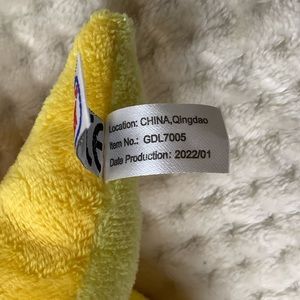 Location: CHINA,Qingdao
Item No.: GDL7005
Date Production: 2022/01